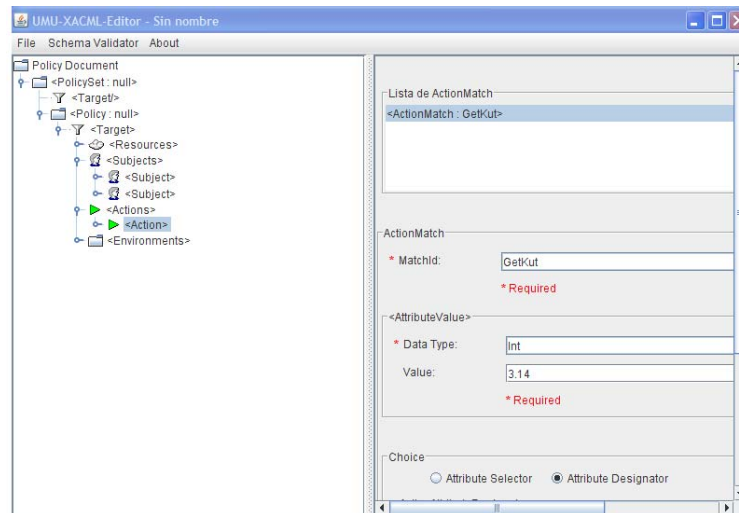 UMU-XACML-Editor - Sin nombre
File Schema Validator About
Policy Document
<PolicySet : null>
<Target/>
<Policy : null>
<Target>
<Resources>
<Subjects>
<Subject>
<Subject>
<Actions>
<Action>
<Environments>
Lista de ActionMatch
<ActionMatch : GetKut>
ActionMatch
* MatchId:
GetKut
* Required
<AttributeValue>
* Data Type:
Int
Value:
3.14
* Required
Choice
Attribute Selector Attribute Designator